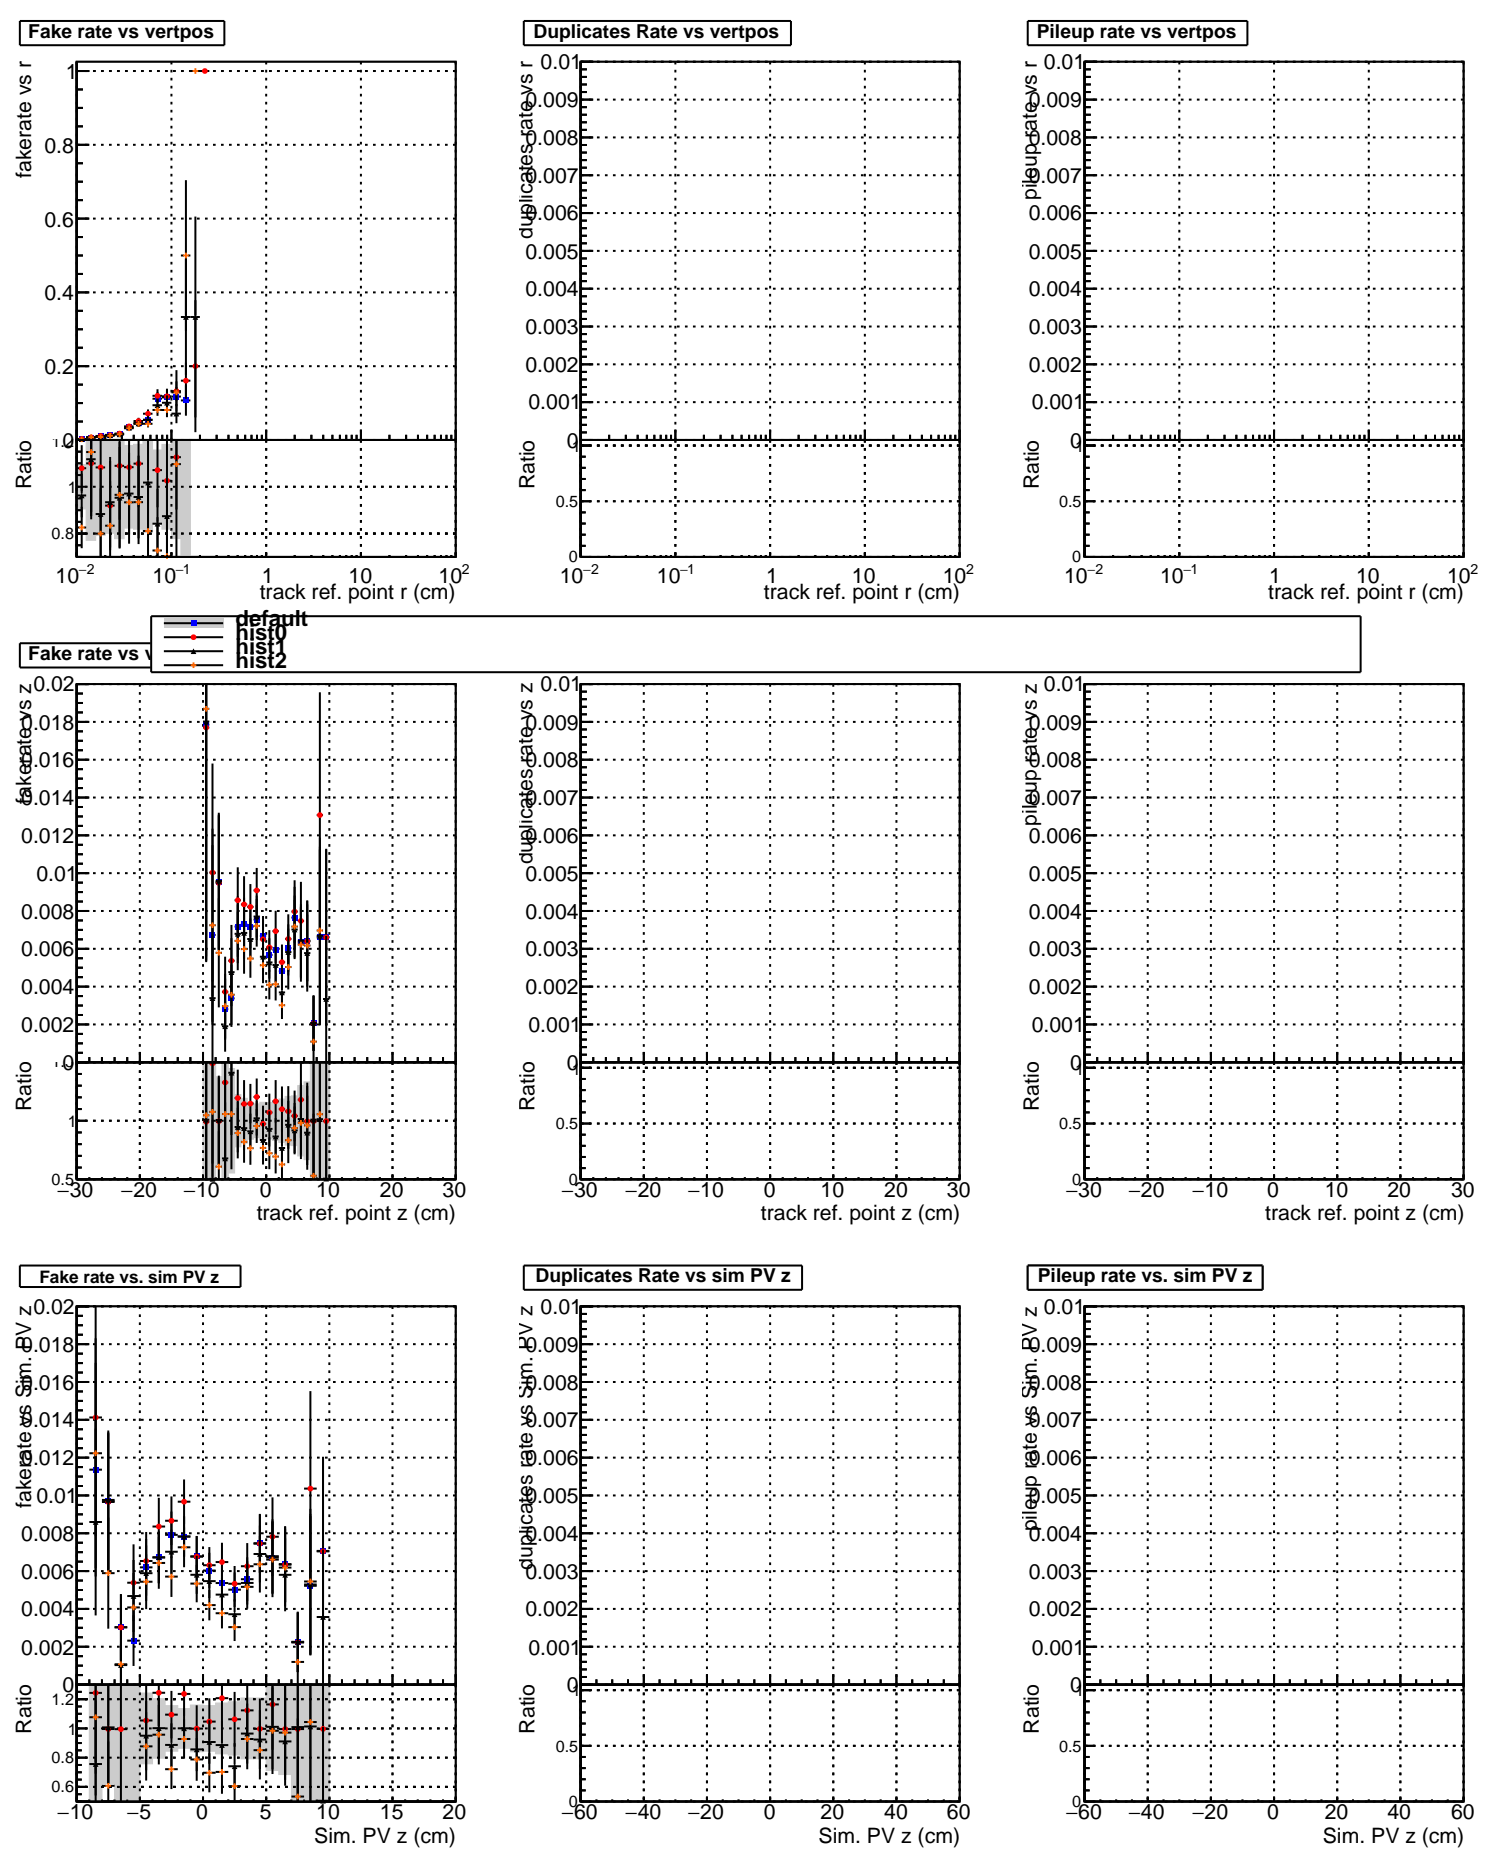 Fake rate vs vertpos
Duplicates Rate vs vertpos
Pileup rate vs vertpos
fakerate vs r
1
0.8
0.6
0.4
0.2
0
Ratio
1
0.8
10−2 10−1 1 10 102
track ref. point r (cm)
duplicates rate vs r
0.01
0.009
0.008
0.007
0.006
0.005
0.004
0.003
0.002
0.001
0
Ratio
1
0.5
0
10−2 10−1 1 10 102
track ref. point r (cm)
pileup rate vs r
0.01
0.009
0.008
0.007
0.006
0.005
0.004
0.003
0.002
0.001
0
Ratio
1
0.5
0
10−2 10−1 1 10 102
track ref. point r (cm)
default
hist0
hist1
hist2
Fake rate vs
fakerate vs z
0.02
0.018
0.016
0.014
0.012
0.01
0.008
0.006
0.004
0.002
0
Ratio
1
0.5
−30 −20 −10 0 10 20 30
track ref. point z (cm)
duplicates rate vs z
0.01
0.009
0.008
0.007
0.006
0.005
0.004
0.003
0.002
0.001
0
Ratio
1
0.5
0
−30 −20 −10 0 10 20 30
track ref. point z (cm)
pileup rate vs z
0.01
0.009
0.008
0.007
0.006
0.005
0.004
0.003
0.002
0.001
0
Ratio
1
0.5
0
−30 −20 −10 0 10 20 30
track ref. point z (cm)
Fake rate vs. sim PV z
Duplicates Rate vs sim PV z
Pileup rate vs. sim PV z
fakerate vs Sim. PV z
0.02
0.018
0.016
0.014
0.012
0.01
0.008
0.006
0.004
0.002
0
Ratio
1.2
1
0.8
0.6
−10 −5 0 5 10 15 20
Sim. PV z (cm)
duplicates rate vs Sim. PV z
0.01
0.009
0.008
0.007
0.006
0.005
0.004
0.003
0.002
0.001
0
Ratio
1
0.5
0
−60 −40 −20 0 20 40 60
Sim. PV z (cm)
pileup rate vs Sim. PV z
0.01
0.009
0.008
0.007
0.006
0.005
0.004
0.003
0.002
0.001
0
Ratio
1
0.5
0
−60 −40 −20 0 20 40 60
Sim. PV z (cm)